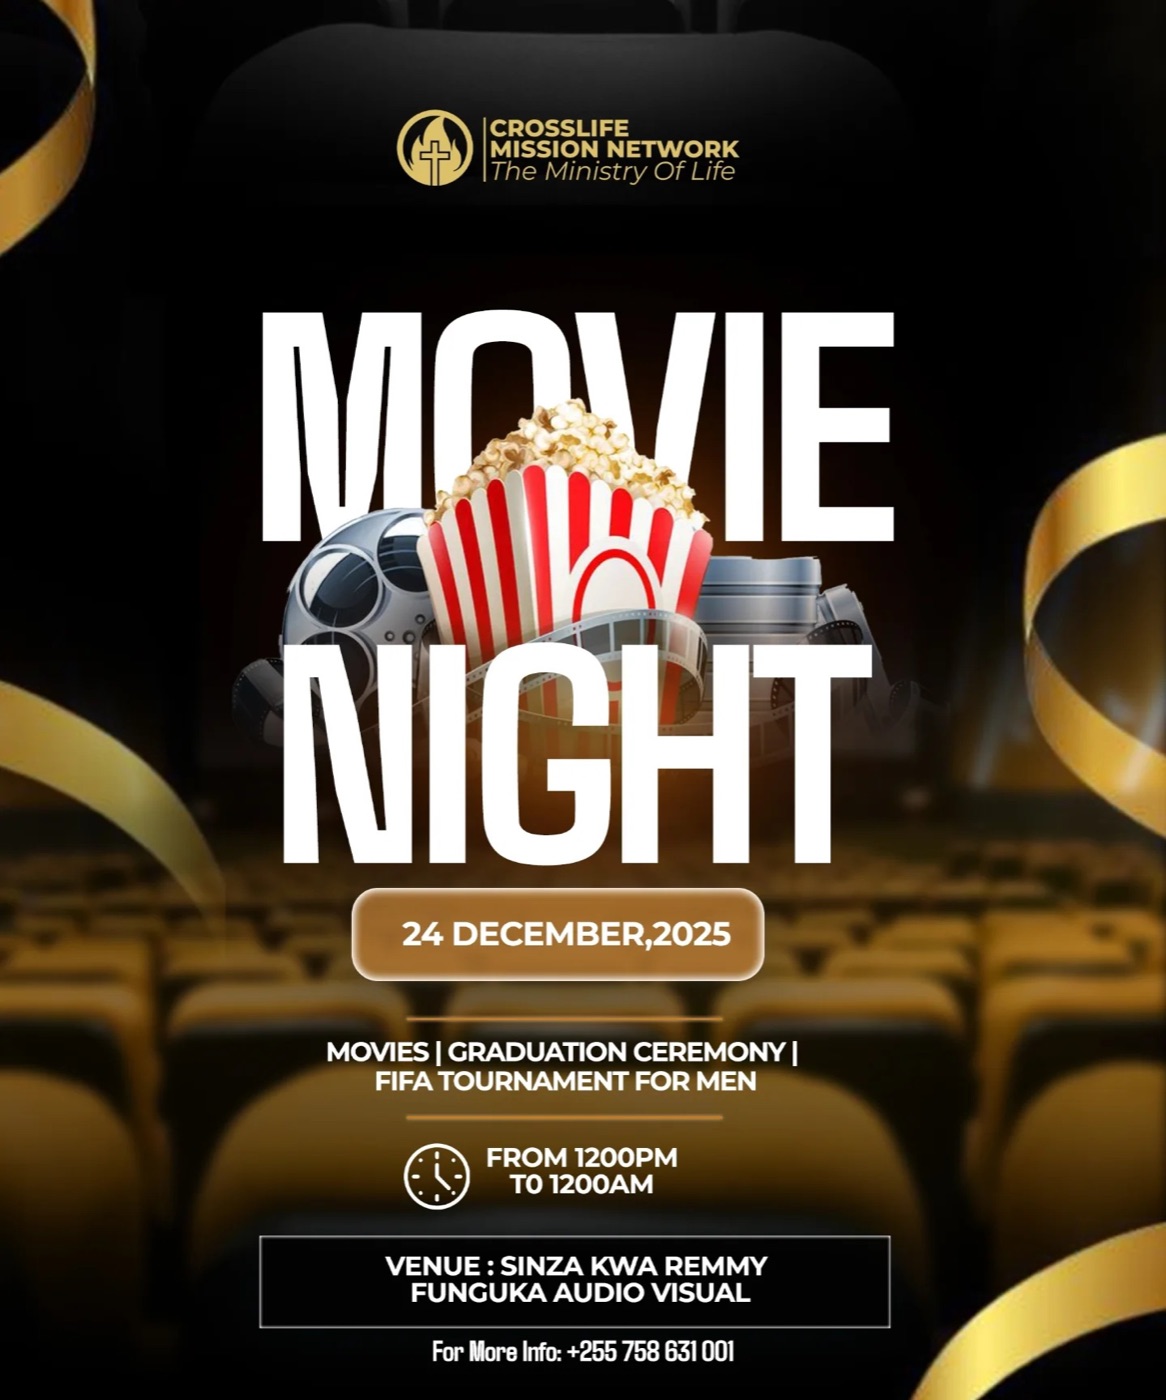 CROSSLIFE
MISSION NETWORK
The Ministry Of Life
MOVIE
NIGHT
24 DECEMBER,2025
MOVIES | GRADUATION CEREMONY |
FIFA TOURNAMENT FOR MEN
FROM 1200PM
T0 1200AM
VENUE : SINZA KWA REMMY
FUNGUKA AUDIO VISUAL
For More Info: +255 758 631 001